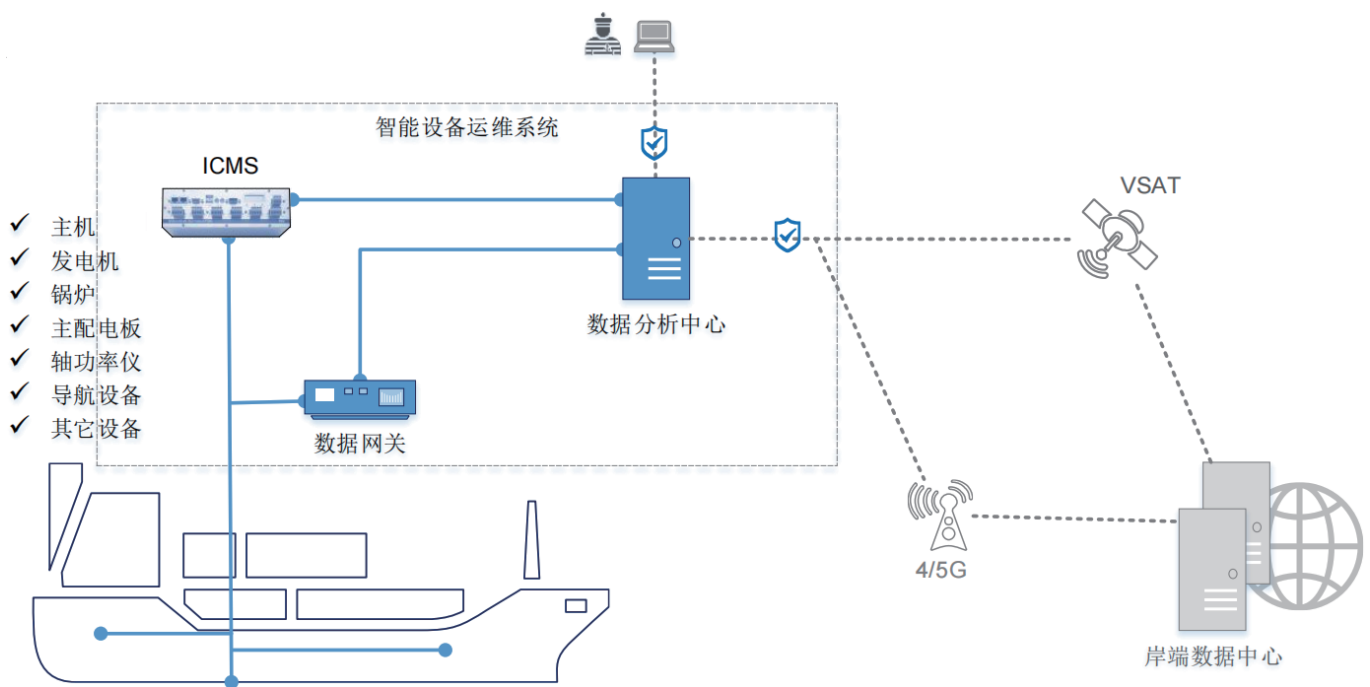 智能设备运维系统
ICMS
VSAT
主机
发电机
锅炉
主配电板
轴功率仪
导航设备
其它设备
数据分析中心
数据网关
4/5G
岸端数据中心